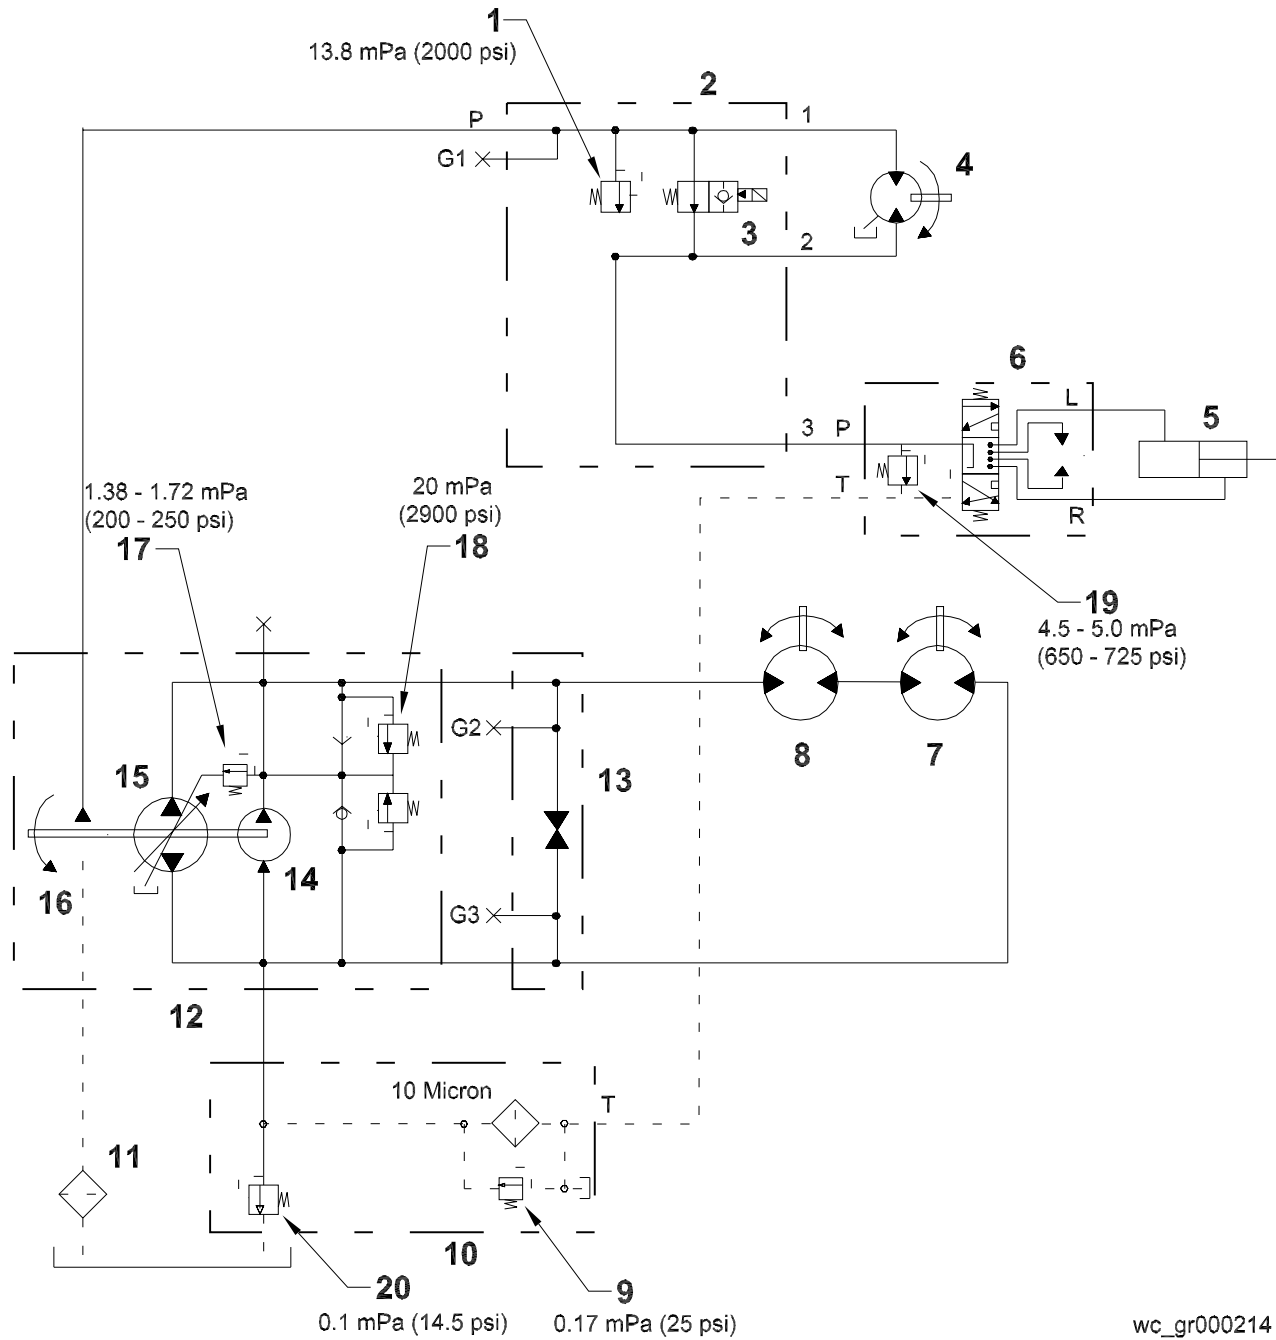 1
13.8 mPa (2000 psi)
2
P
1
G1
4
3
2
6
L
5
3 P
T
R
1.38 - 1.72 mPa
(200 - 250 psi)
17
20 mPa
(2900 psi)
18
19
4.5 - 5.0 mPa
(650 - 725 psi)
G2
8
7
13
15
16
14
G3
12
10 Micron
T
11
10
20
0.1 mPa (14.5 psi)
9
0.17 mPa (25 psi)
wc_gr000214